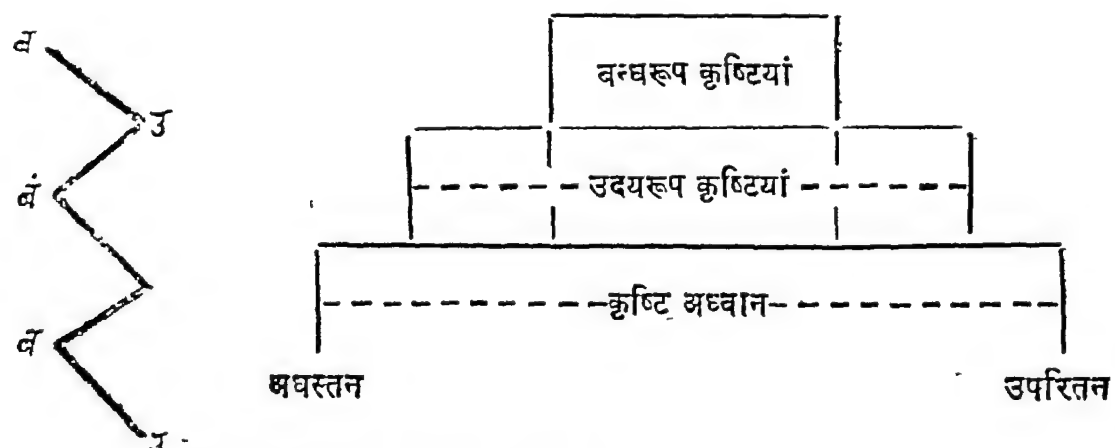 बं
उ
बं
बं
उ
बन्धरूप कृष्टियां
उदयरूप कृष्टियां
कृष्टि अध्वान
अधस्तन
उपरितन